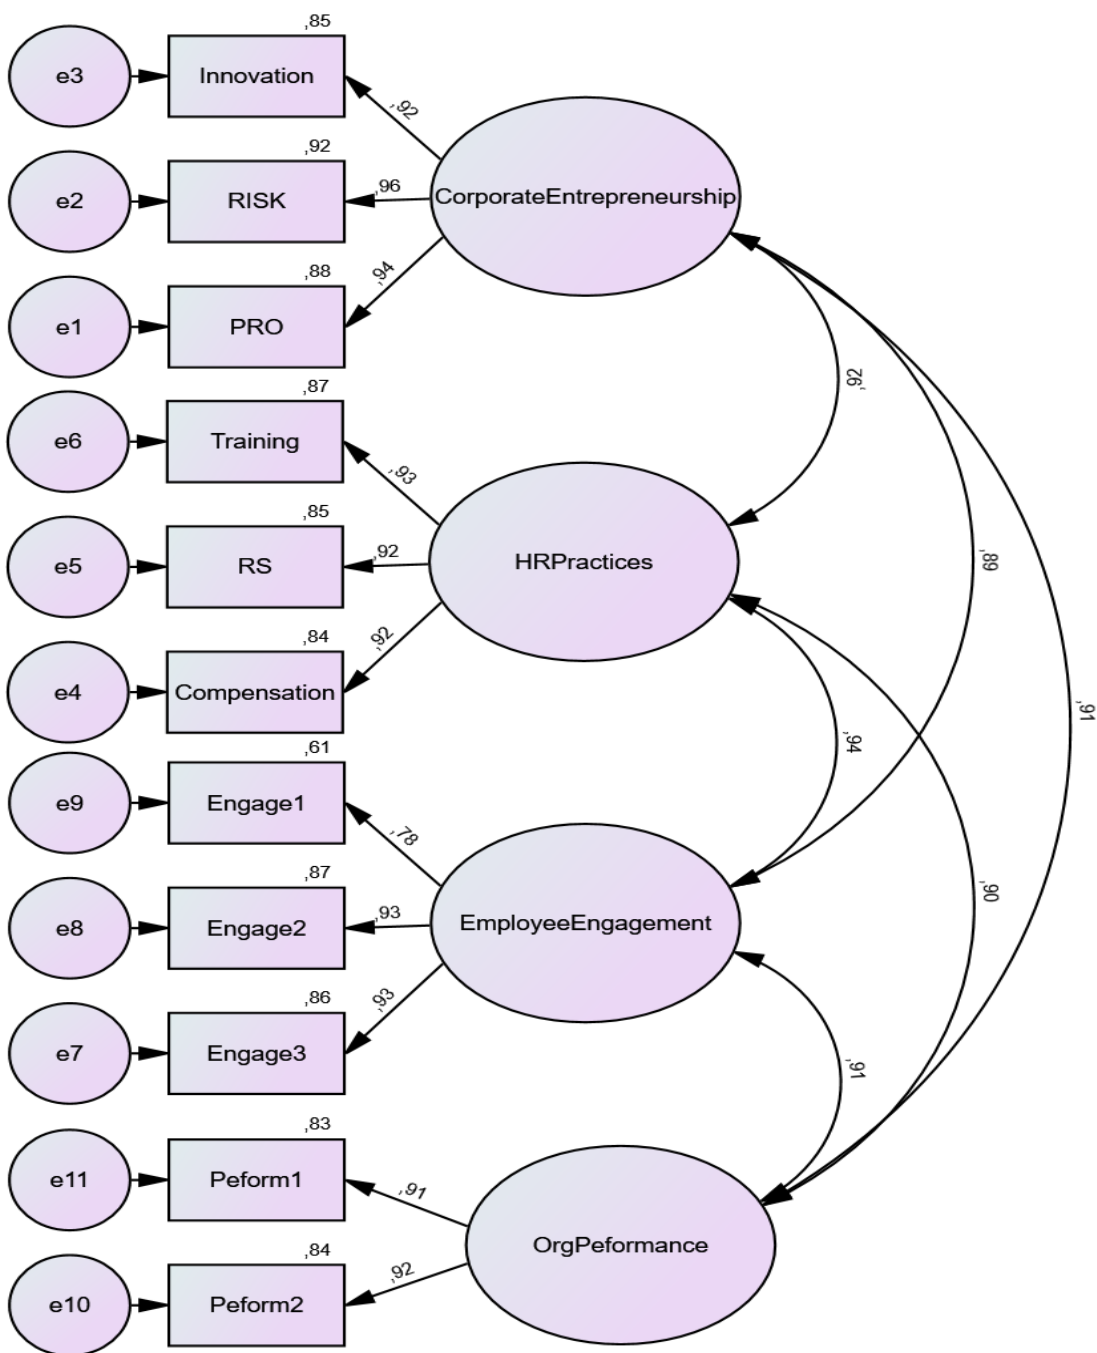 ,85
e3
Innovation
,92
,92
e2
RISK
,96
CorporateEntrepreneurship
,88
e1
PRO
,94
,87
e6
Training
,93
,92
,85
e5
RS
,92
HRPractices
,89
,84
e4
Compensation
,92
,61
e9
Engage1
,78
,94
,91
,87
e8
Engage2
,93
EmployeeEngagement
,90
,86
e7
Engage3
,93
,91
,83
e11
Peform1
,91
OrgPeformance
,84
e10
Peform2
,92